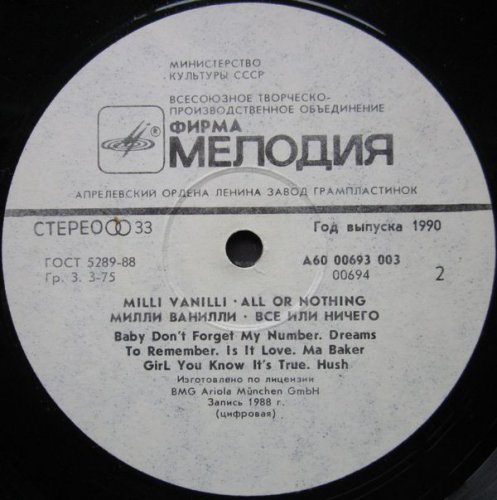 МИНИСТЕРСТВО
КУЛЬТУРЫ СССР
ВСЕСОЮЗНОЕ ТВОРЧЕСКО-
ПРОИЗВОДСТВЕННОЕ ОБЪЕДИНЕНИЕ
®
ФИРМА
МЕЛОДИЯ
АПРЕЛЕВСКИЙ ОРДЕНА ЛЕНИНА ЗАВОД ГРАМПЛАСТИНОК
СТЕРЕО 33
Год выпуска 1990
ГОСТ 5289-88
А60 00693 003
Гр. 3. 3-75
00694
2
MILLI VANILLI · ALL OR NOTHING
МИЛЛИ ВАНИЛЛИ · ВСЕ ИЛИ НИЧЕГО
Baby Don't Forget My Number. Dreams
To Remember. Is It Love. Ma Baker
GirL You Know It's True. Hush
Изготовлено по лицензии
BMG Ariola München GmbH
Запись 1988 г.
(цифровая)